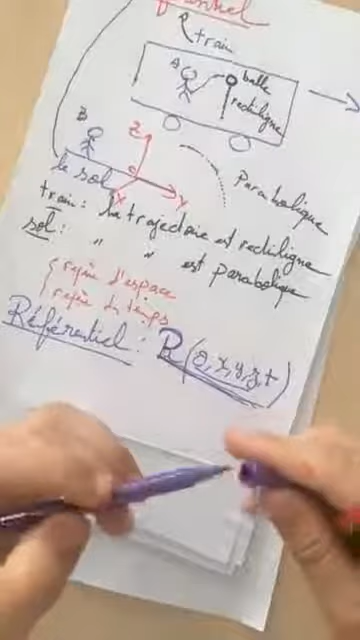 R train
A
balle
rectiligne
B
Z
O
le sol
X
y
Parabolique
train : la trajectoire est rectiligne
sol : " " est parabolique
{ repère d'espace
repère du temps
Référentiel : R(O, x, y, z, t)